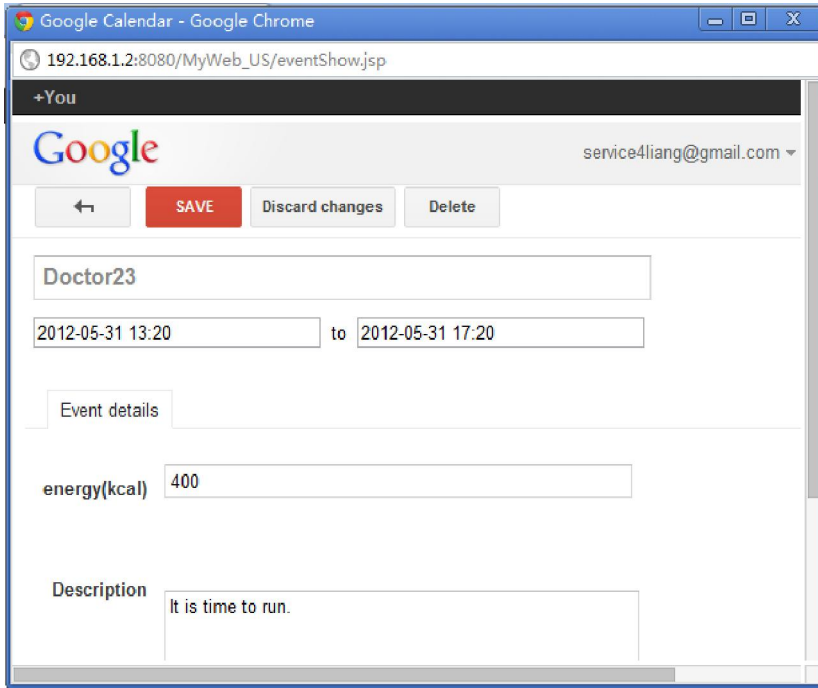 Google Calendar - Google Chrome
192.168.1.2:8080/MyWeb_US/eventShow.jsp
+You
Google service4liang@gmail.com
SAVE Discard changes Delete
Doctor23
2012-05-31 13:20 to 2012-05-31 17:20
Event details
energy(kcal) 400
Description It is time to run.